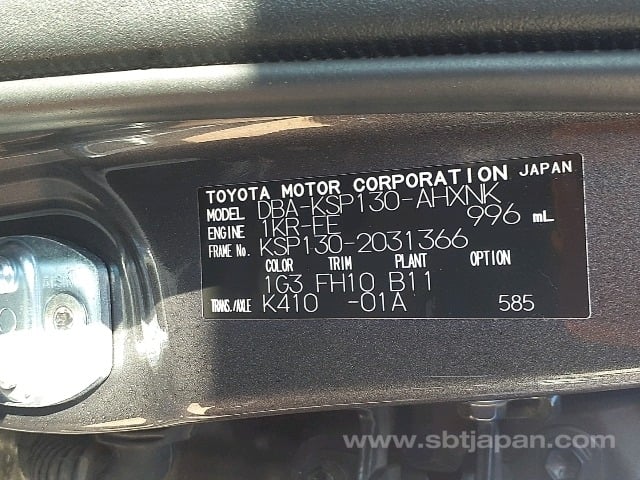 TOYOTA MOTOR CORPORATION JAPAN
MODEL DBA-KSP130-AHXNK
ENGINE 1KR-FE 996 mL
FRAME No. KSP130-2031366
COLOR TRIM PLANT OPTION
1G3 FH10 B11
TRANS./AXLE K410 -01A 585
www.sbtjapan.com